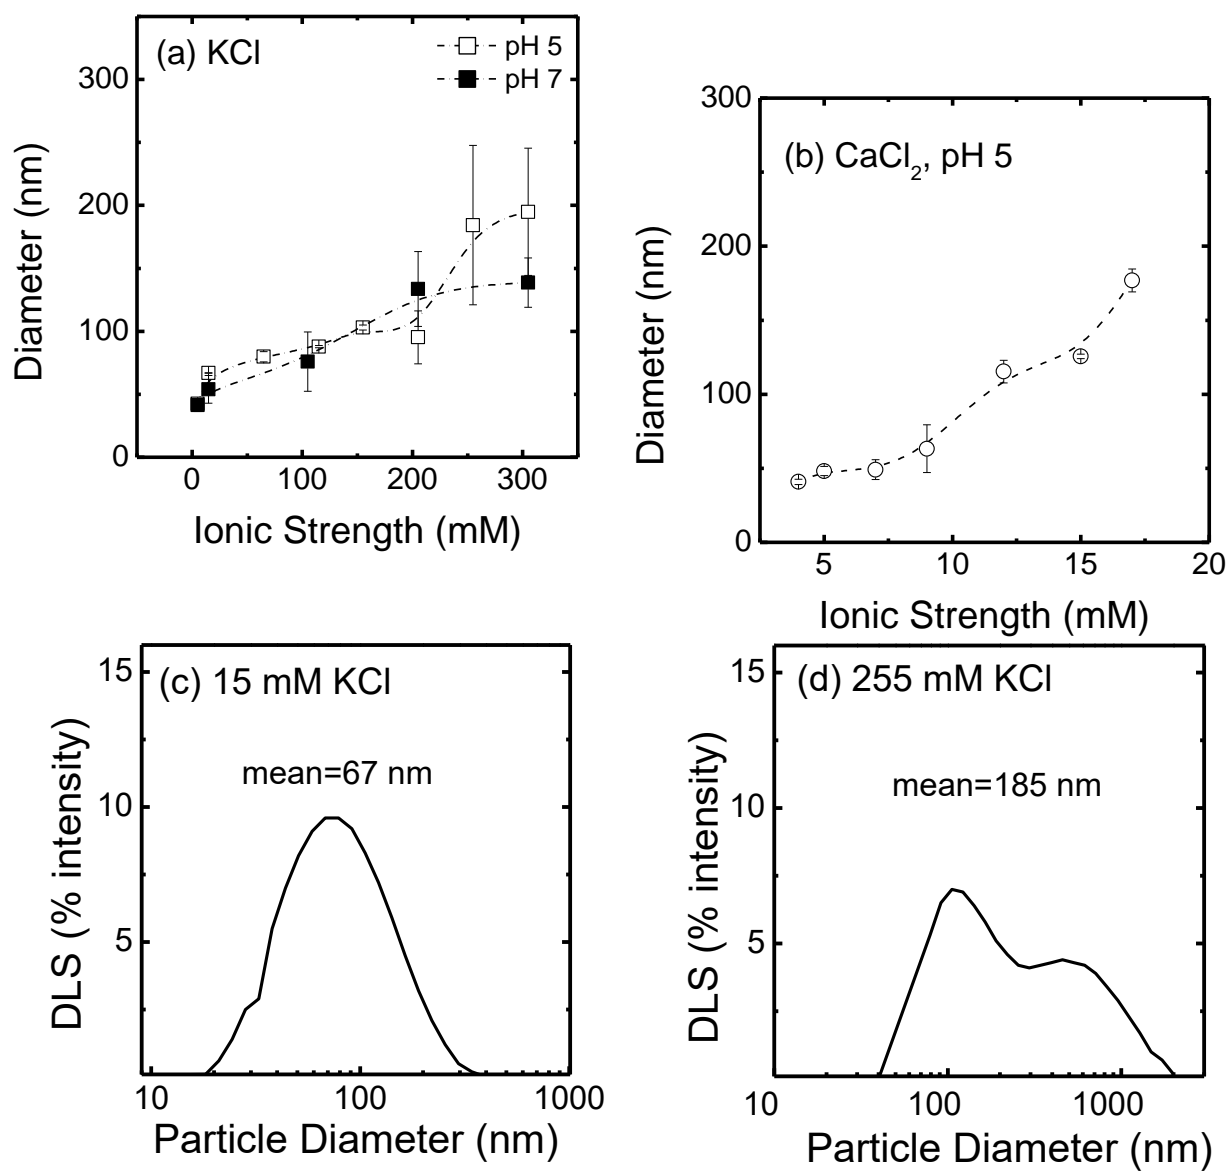 (a) KCl
pH 5
pH 7
300
200
100
0
Diameter (nm)
0 100 200 300
Ionic Strength (mM)
(b) CaCl₂, pH 5
300
200
100
0
Diameter (nm)
5 10 15 20
Ionic Strength (mM)
(c) 15 mM KCl
mean=67 nm
15
10
5
DLS (% intensity)
10 100 1000
Particle Diameter (nm)
(d) 255 mM KCl
mean=185 nm
15
10
5
DLS (% intensity)
10 100 1000
Particle Diameter (nm)